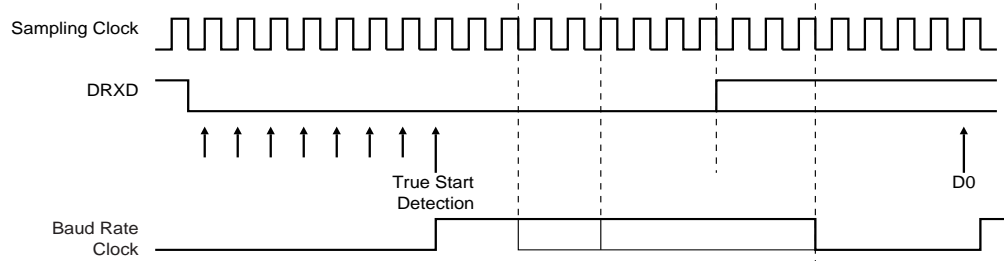 Sampling Clock
DRXD
True Start
Detection
D0
Baud Rate
Clock